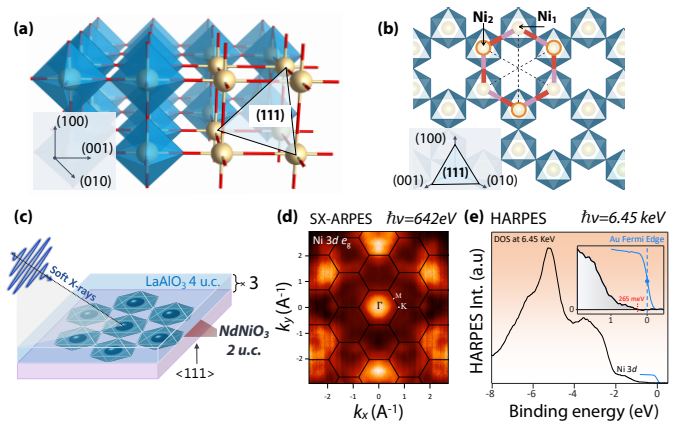 (a)
(111)
(100)
(001)
(010)
(b)
Ni₂
Ni₁
(100)
(111)
(001)
(010)
(c)
Soft X-rays
LaAlO₃ 4 u.c.
× 3
NdNiO₃
2 u.c.
<111>
(d) SX-ARPES ℏν=642eV
Ni 3d e_g
Γ
M
K
k_y (A⁻¹)
2
1
0
-1
-2
-2 -1 0 1 2
k_x (A⁻¹)
(e) HARPES ℏν=6.45 keV
DOS at 6.45 KeV
Au Fermi Edge
265 meV
0
-1 0
Ni 3d
HARPES Int. (a.u)
-8 -6 -4 -2 0
Binding energy (eV)